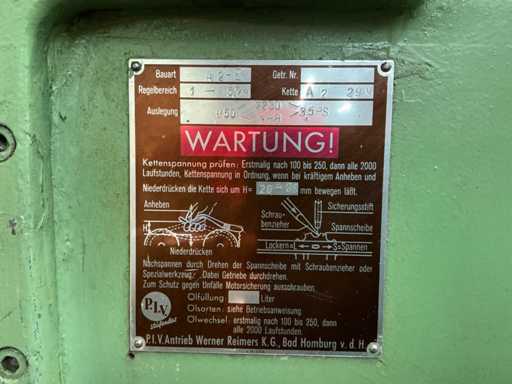 Bauart
Getr. Nr.
Regelbereich 1 - Kette A 2
Auslegung
WARTUNG!
Kettenspannung prüfen: Erstmalig nach 100 bis 250, dann alle 2000
Laufstunden, Kettenspannung in Ordnung, wenn bei kräftigem Anheben und
Niederdrücken die Kette sich um H= mm bewegen läßt.
Anheben
Sicherungsstift
Schrau-
benzieher
Spannscheibe
H
Lockern=L S=Spannen
Niederdrücken
Nachspannen durch Drehen der Spannscheibe mit Schraubenzieher oder
Spezialwerkzeug. Dabei Getriebe durchdrehen.
Zum Schutz gegen Unfälle Motorsicherung ausschrauben.
P.I.V.
stufenlos
Ölfüllung Liter
Ölsorten: siehe Betriebsanweisung
Ölwechsel: erstmalig nach 100 bis 250, dann
alle 2000 Laufstunden.
P.I.V. Antrieb Werner Reimers K.G., Bad Homburg v. d. H.